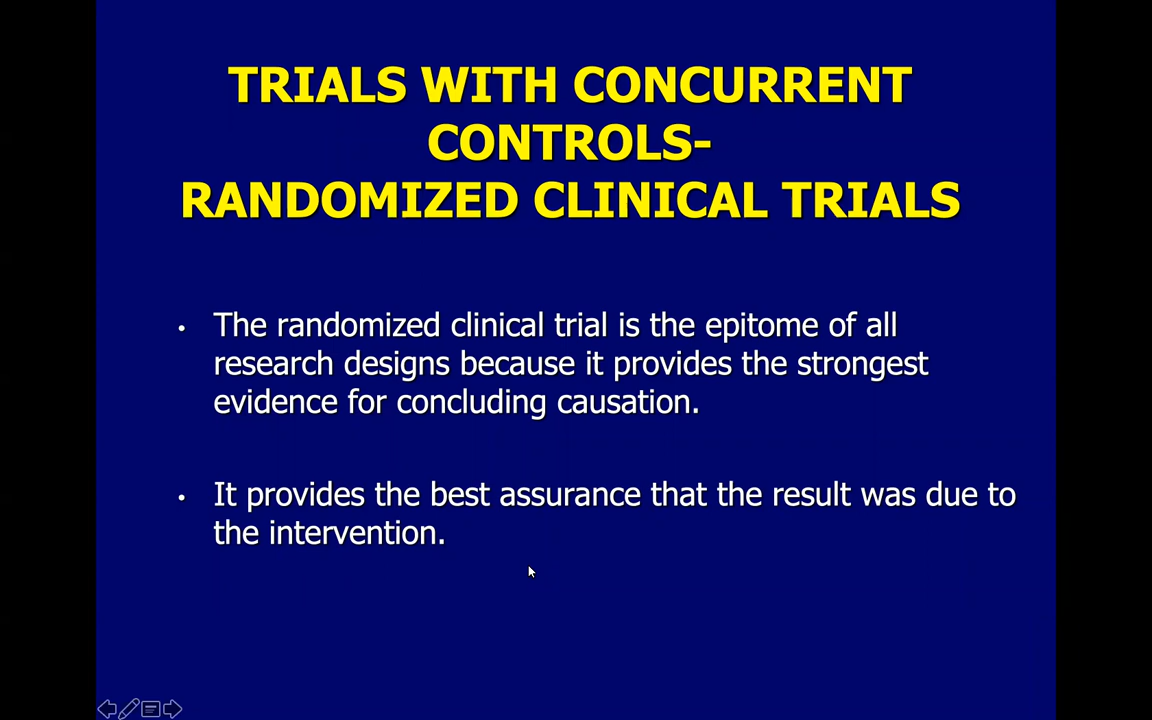 TRIALS WITH CONCURRENT
CONTROLS-
RANDOMIZED CLINICAL TRIALS
• The randomized clinical trial is the epitome of all
research designs because it provides the strongest
evidence for concluding causation.
• It provides the best assurance that the result was due to
the intervention.